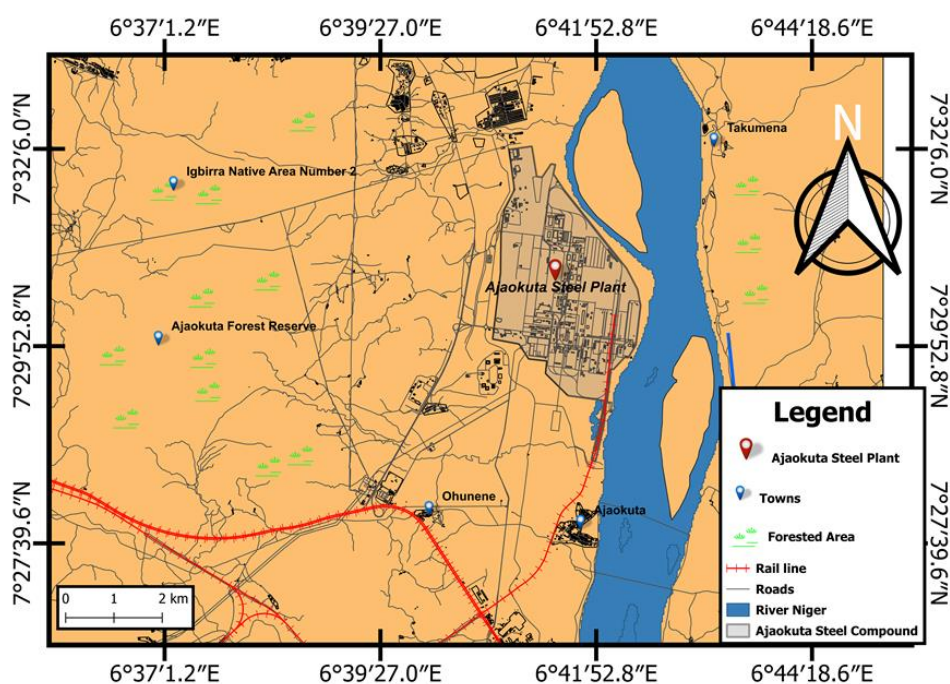 6°37′1.2″E 6°39′27.0″E 6°41′52.8″E 6°44′18.6″E
7°32′6.0″N
7°32′6.0″N
N
Takumena
Igbirra Native Area Number 2
Ajaokuta Steel Plant
Ajaokuta Forest Reserve
7°29′52.8″N
7°29′52.8″N
Legend
Ajaokuta Steel Plant
Towns
Forested Area
Rail line
Roads
River Niger
Ajaokuta Steel Compound
Ohunene
Ajaokuta
7°27′39.6″N
7°27′39.6″N
0 1 2 km
6°37′1.2″E 6°39′27.0″E 6°41′52.8″E 6°44′18.6″E